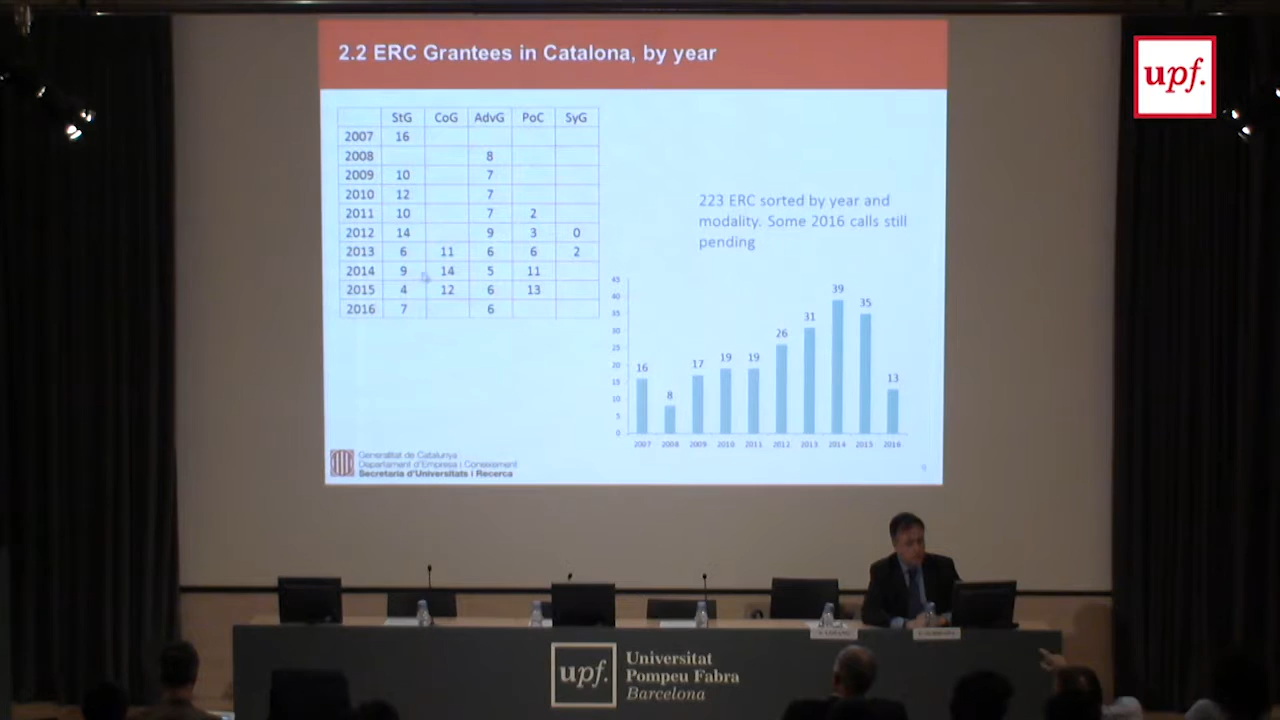 2.2 ERC Grantees in Catalona, by year
upf.
StG CoG AdvG PoC SyG
2007 16
2008 8
2009 10 7
2010 12 7
2011 10 7 2
2012 14 9 3 0
2013 6 11 6 6 2
2014 9 14 5 11
2015 4 12 6 13
2016 7 6
223 ERC sorted by year and
modality. Some 2016 calls still
pending
45
40
35
30
25
20
15
10
5
0
16 8 17 19 19 26 31 39 35 13
2007 2008 2009 2010 2011 2012 2013 2014 2015 2016
Generalitat de Catalunya
Departament d'Empresa i Coneixement
Secretaria d'Universitats i Recerca
upf.
Universitat
Pompeu Fabra
Barcelona